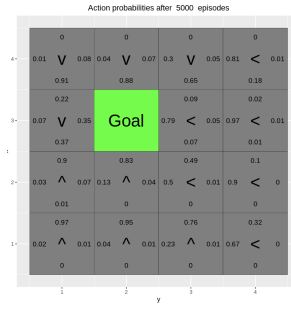 Action probabilities after 5000 episodes
0 0 0 0
4 0.01 V 0.08 0.04 V 0.07 0.3 V 0.05 0.81 < 0.01
0.91 0.88 0.65 0.18
0.22 0.09 0.02
3 0.07 V 0.35 Goal 0.79 < 0.05 0.97 < 0.01
0.37 0.07 0.01
0.9 0.83 0.49 0.1
2 0.03 ^ 0.07 0.13 ^ 0.04 0.5 < 0.01 0.9 < 0
0.01 0 0 0
0.97 0.95 0.76 0.32
1 0.02 ^ 0.01 0.04 ^ 0.01 0.23 ^ 0.01 0.67 < 0
0 0 0 0
1 2 3 4
y